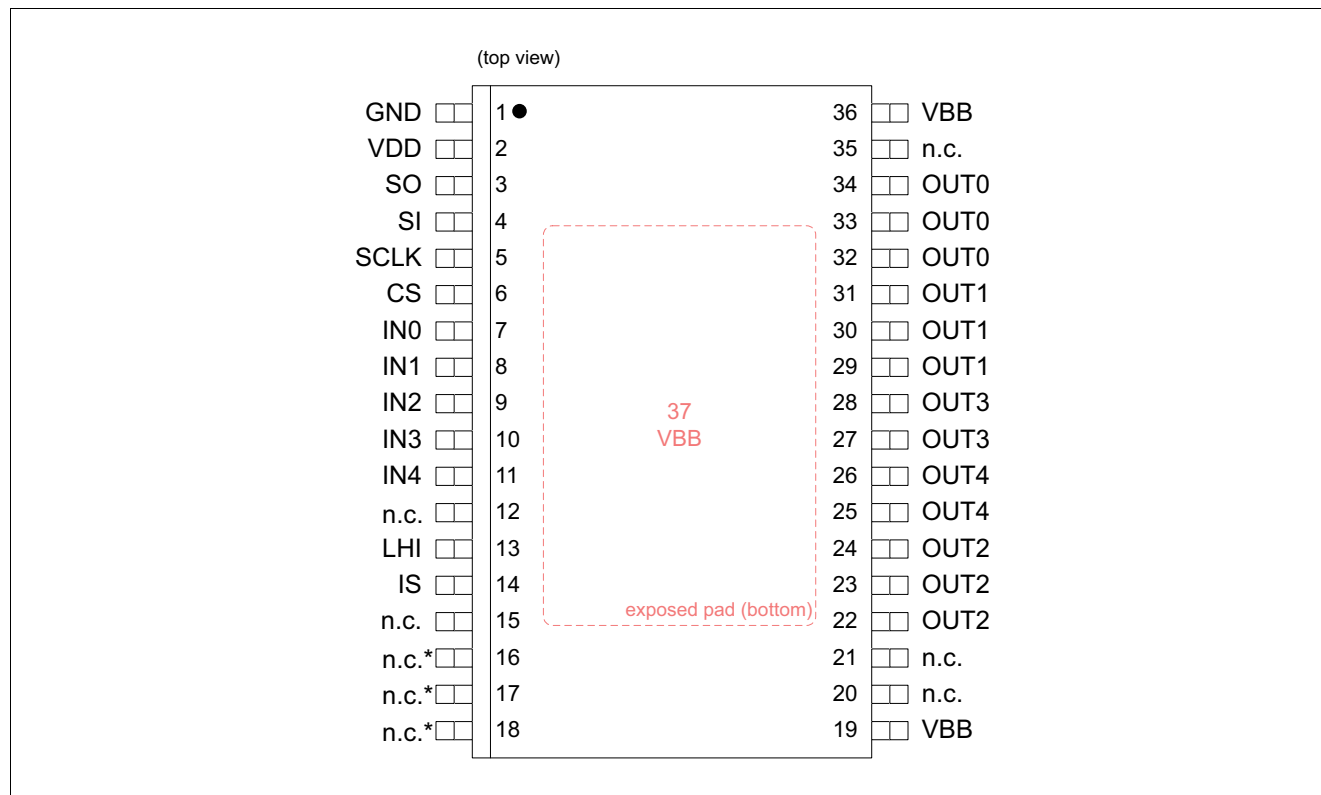 (top view)
GND 1 36 VBB
VDD 2 35 n.c.
SO 3 34 OUT0
SI 4 33 OUT0
SCLK 5 32 OUT0
CS 6 31 OUT1
IN0 7 30 OUT1
IN1 8 29 OUT1
IN2 9 28 OUT3
37
VBB
IN3 10 27 OUT3
IN4 11 26 OUT4
n.c. 12 25 OUT4
LHI 13 24 OUT2
IS 14 23 OUT2
n.c. 15 22 OUT2
exposed pad (bottom)
n.c.* 16 21 n.c.
n.c.* 17 20 n.c.
n.c.* 18 19 VBB